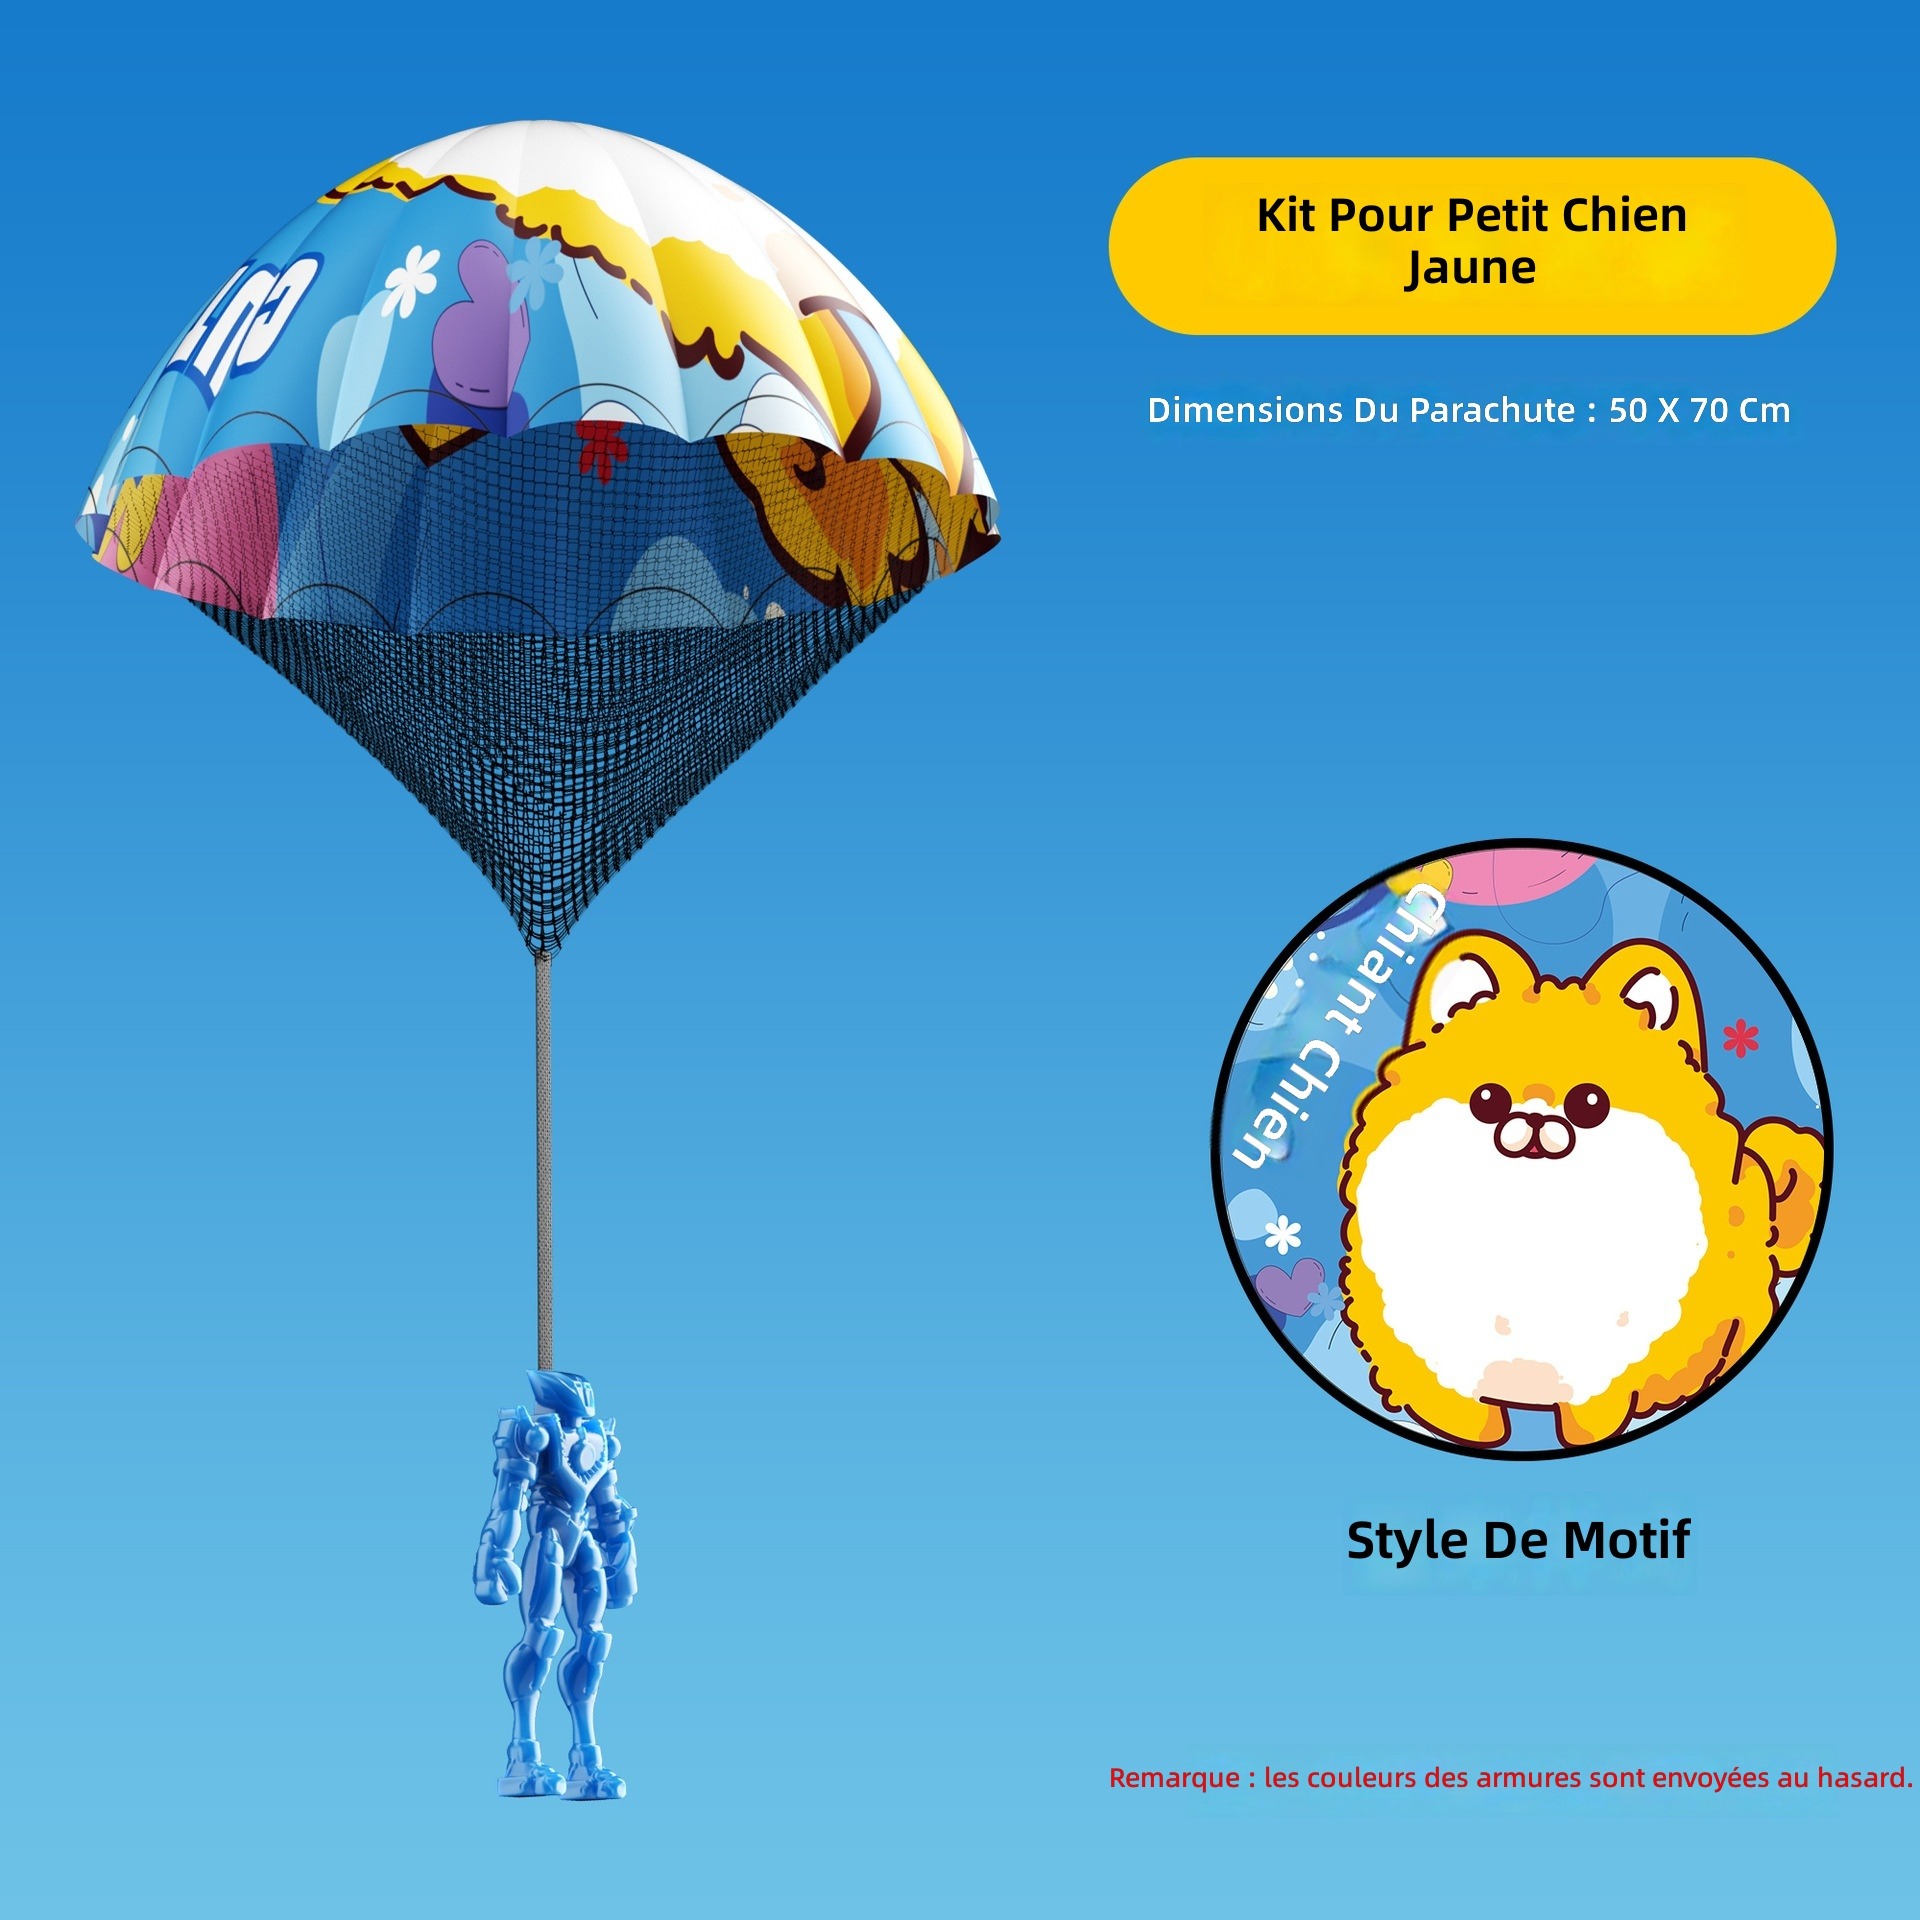 Kit Pour Petit Chien
Jaune
Dimensions Du Parachute : 50 X 70 Cm
Chiant Chien
Style De Motif
Remarque : les couleurs des armures sont envoyées au hasard.